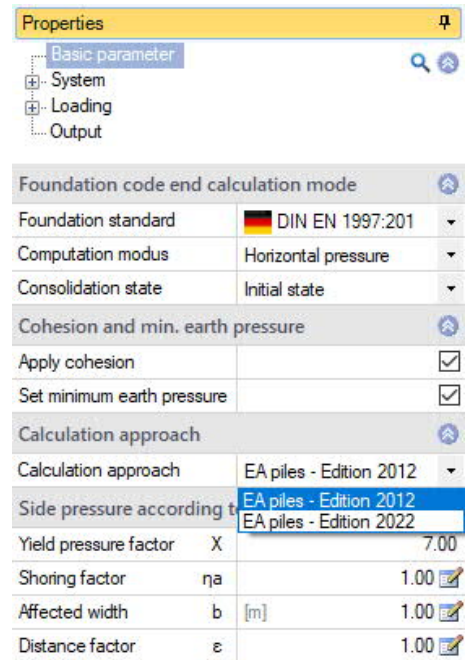 Properties
Basic parameter
System
Loading
Output
Foundation code end calculation mode
Foundation standard DIN EN 1997:201
Computation modus Horizontal pressure
Consolidation state Initial state
Cohesion and min. earth pressure
Apply cohesion
Set minimum earth pressure
Calculation approach
Calculation approach EA piles - Edition 2012
Side pressure according t
EA piles - Edition 2012
EA piles - Edition 2022
Yield pressure factor X 7.00
Shoring factor ηa 1.00
Affected width b [m] 1.00
Distance factor ε 1.00